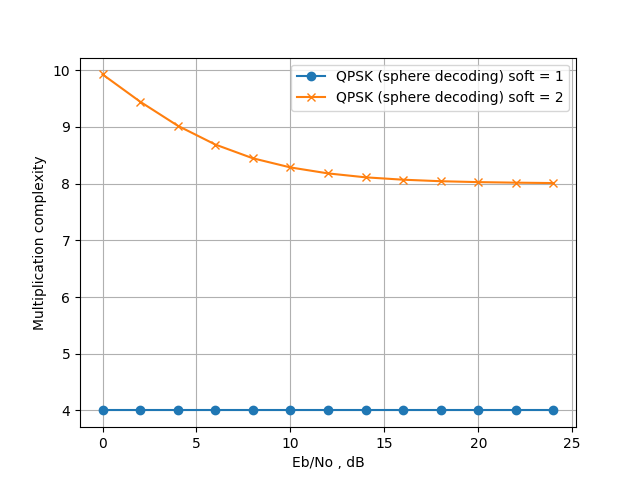 QPSK (sphere decoding) soft = 1
QPSK (sphere decoding) soft = 2
Multiplication complexity
10
9
8
7
6
5
4
0 5 10 15 20 25
Eb/No , dB